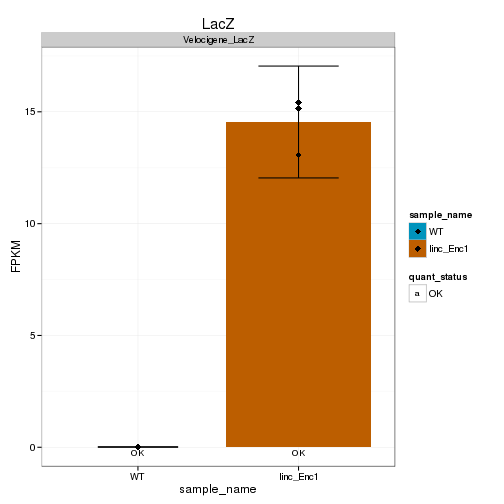 LacZ
Velocigene_LacZ
15
10
5
0
FPKM
OK
OK
WT
linc_Enc1
sample_name
sample_name
WT
linc_Enc1
quant_status
a
OK